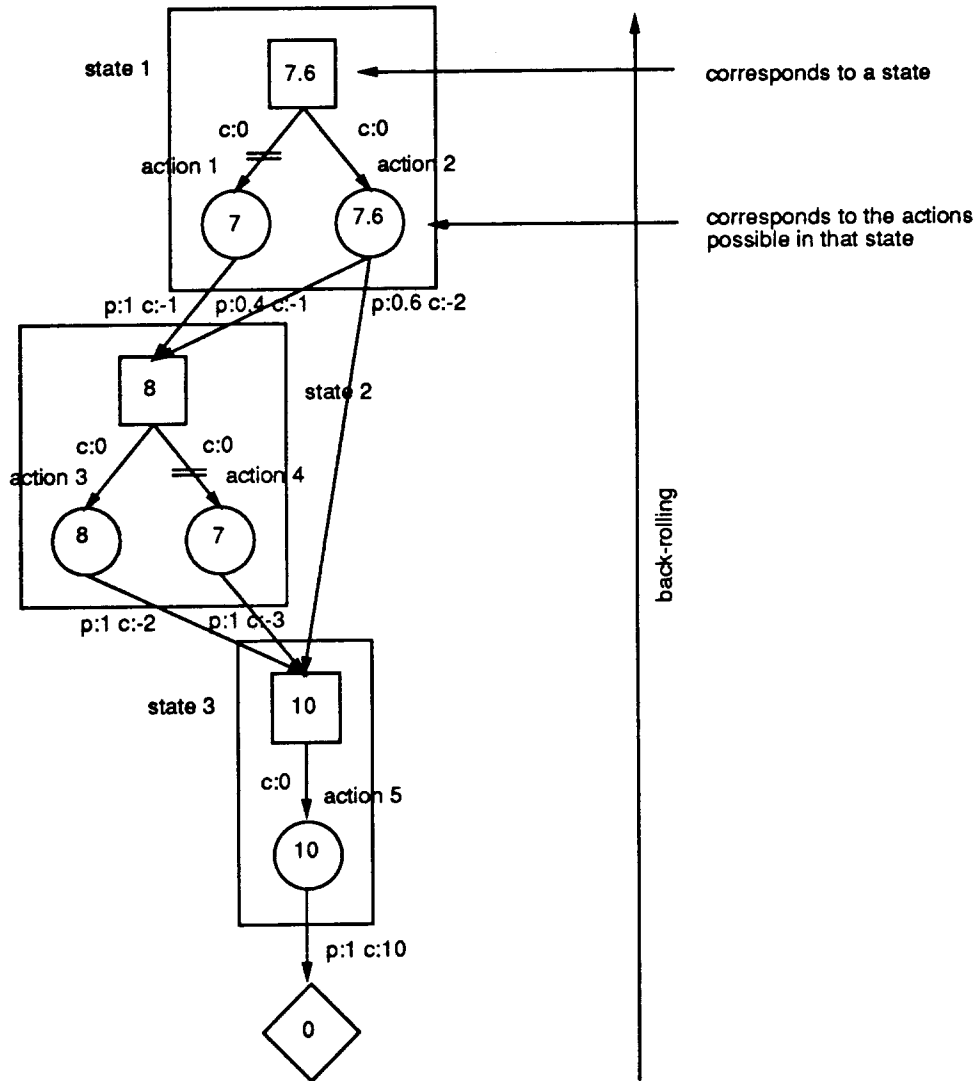 state 1
7.6
corresponds to a state
c:0
c:0
action 1
action 2
7
7.6
corresponds to the actions
possible in that state
p:1 c:-1
p:0.4 c:-1
p:0.6 c:-2
8
state 2
c:0
c:0
action 3
action 4
8
7
back-rolling
p:1 c:-2
p:1 c:-3
state 3
10
c:0
action 5
10
p:1 c:10
0